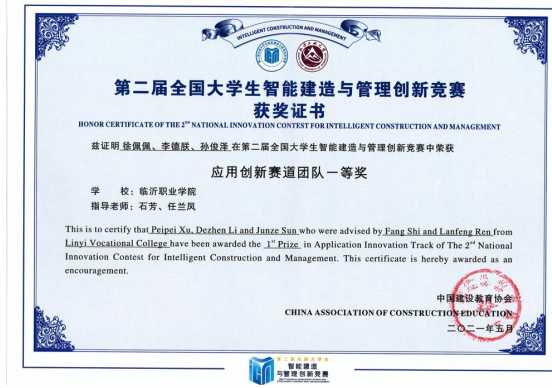 INTELLIGENT CONSTRUCTION AND MANAGEMENT
第二届全国大学生智能建造与管理创新竞赛
获奖证书
HONOR CERTIFICATE OF THE 2ND NATIONAL INNOVATION CONTEST FOR INTELLIGENT CONSTRUCTION AND MANAGEMENT
兹证明 徐佩佩、李德朕、孙俊泽 在第二届全国大学生智能建造与管理创新竞赛中荣获
应用创新赛道团队一等奖
学 校：临沂职业学院
指导老师：石芳、任兰凤
This is to certify that Peipei Xu, Dezhen Li and Junze Sun who were advised by Fang Shi and Lanfeng Ren from
Linyi Vocational College have been awarded the 1st Prize in Application Innovation Track of The 2nd National
Innovation Contest for Intelligent Construction and Management. This certificate is hereby awarded as an
encouragement.
中国建设教育协会
CHINA ASSOCIATION OF CONSTRUCTION EDUCATION
二〇二一年五月
第二届全国大学生
智能建造
与管理创新竞赛